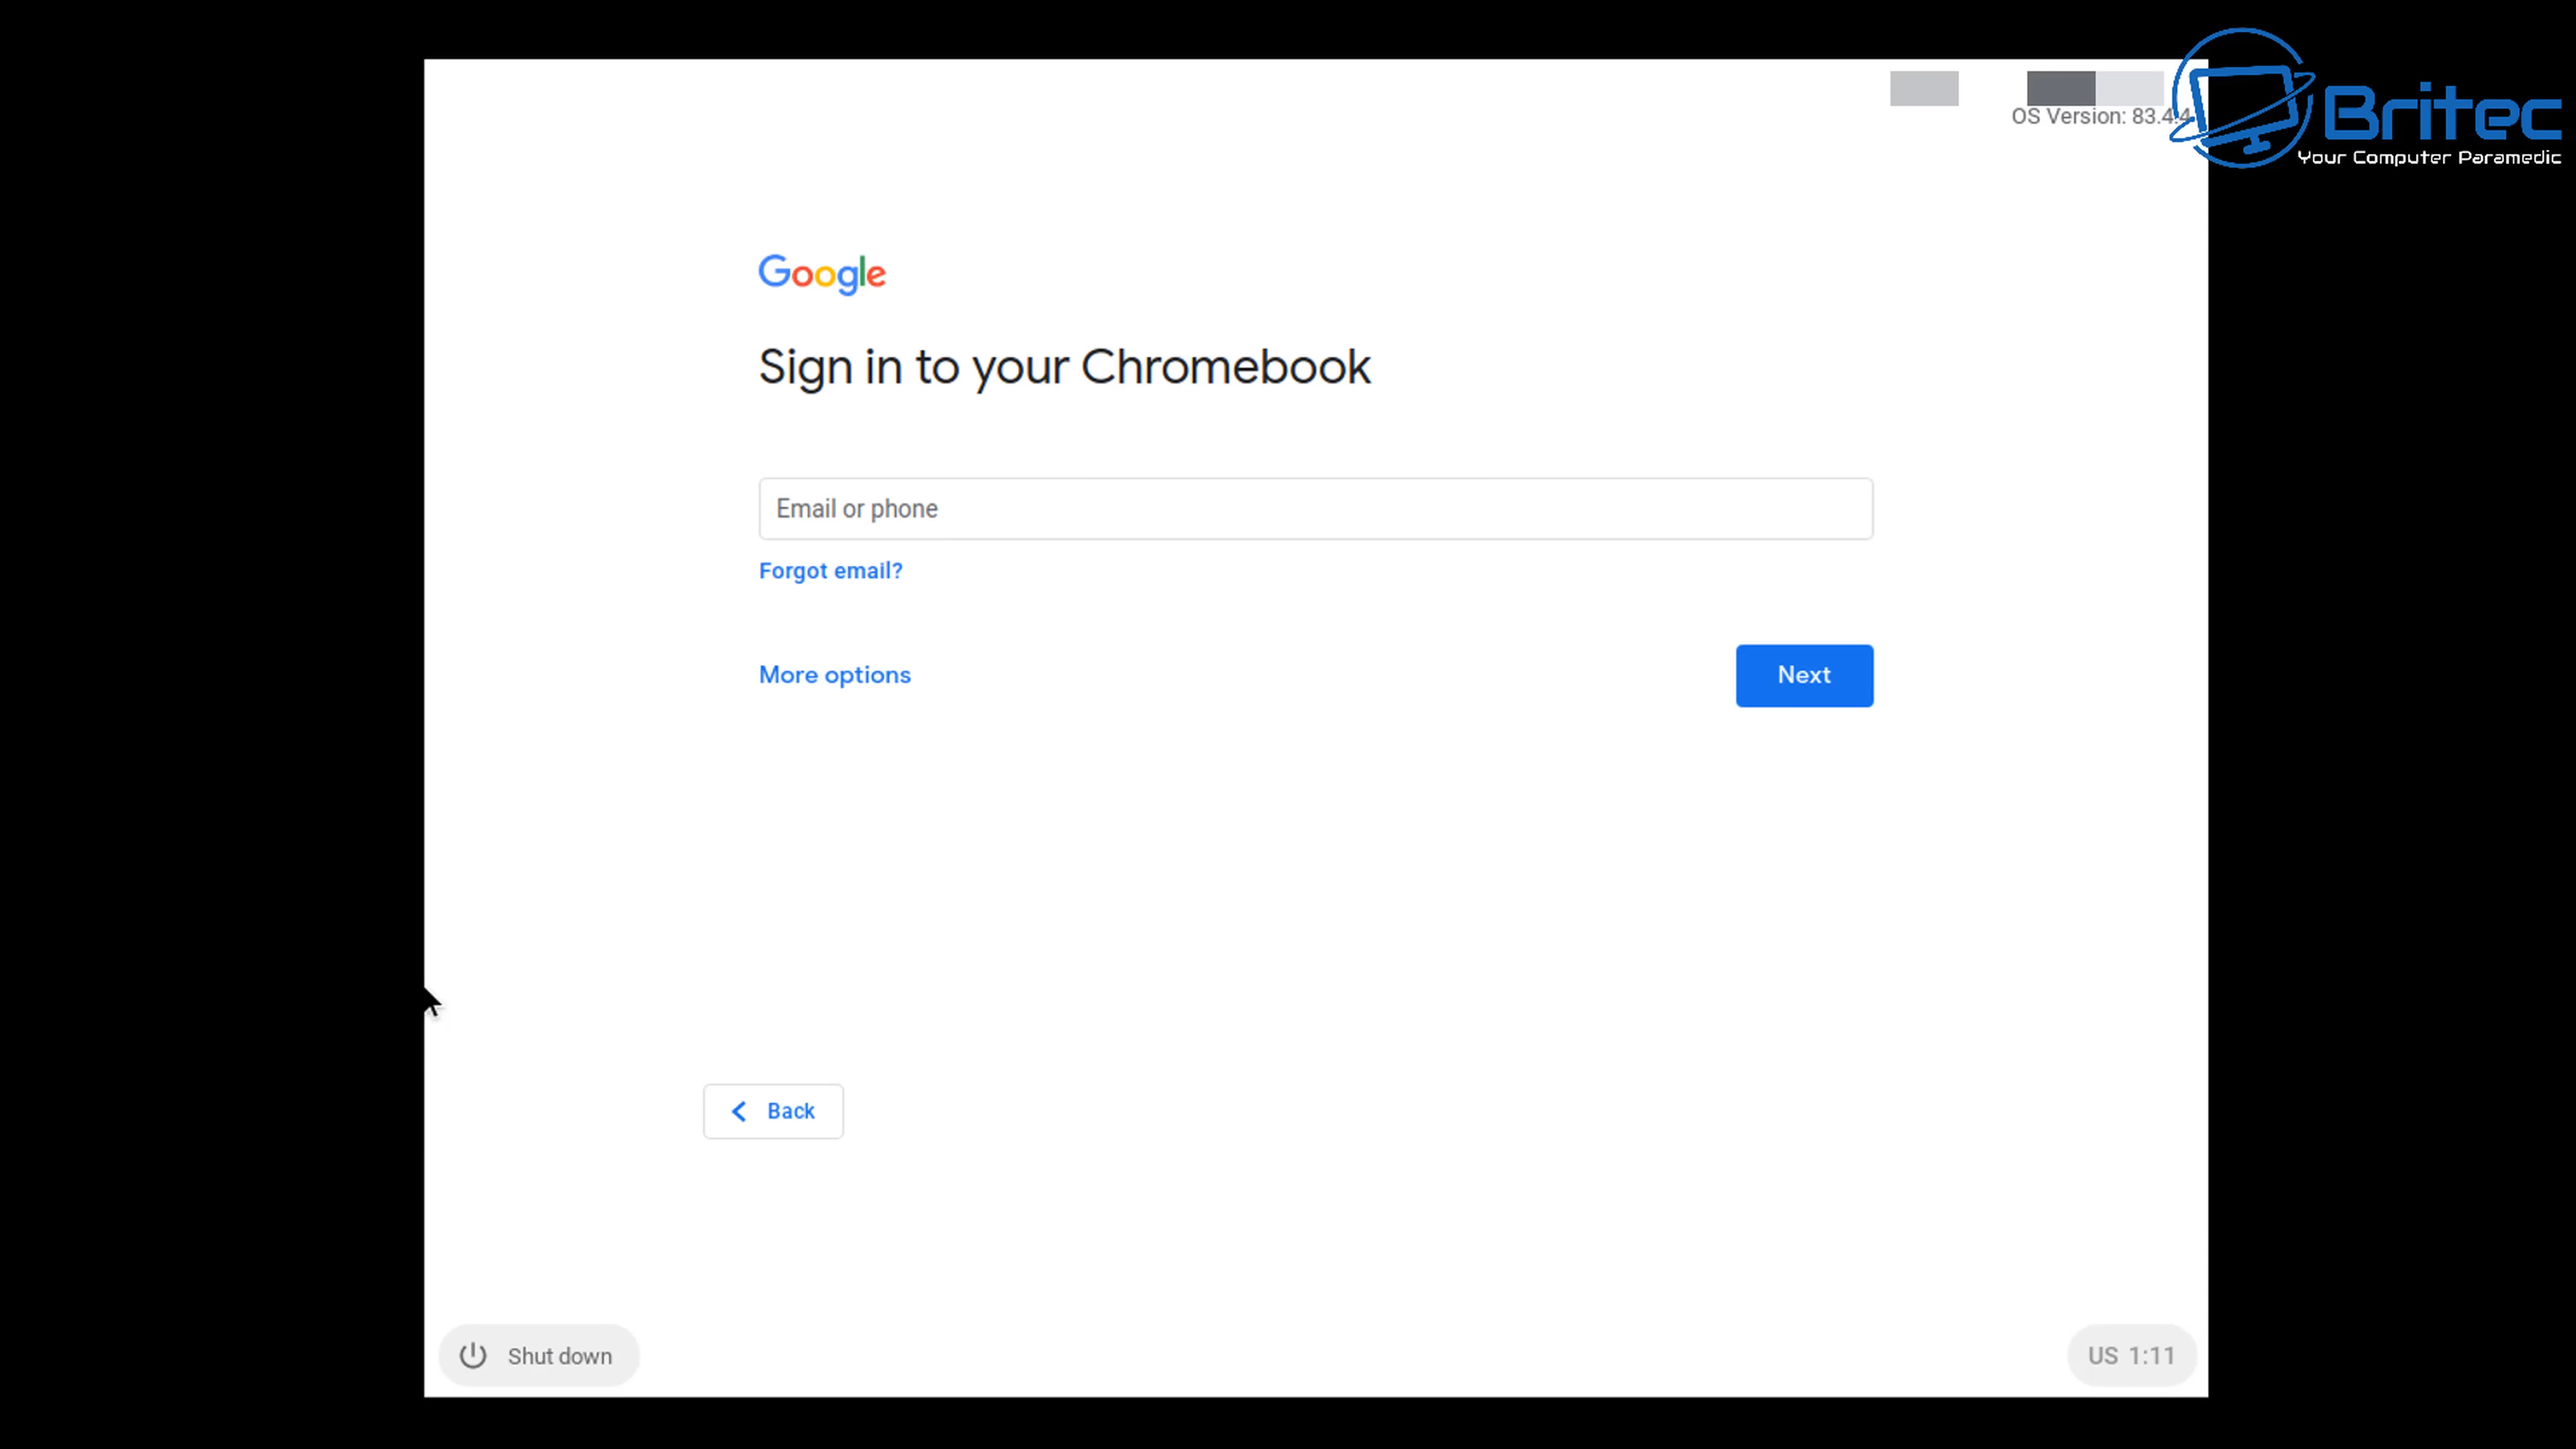 OS Version: 83.4.4
Britec
Your Computer Paramedic
Google
Sign in to your Chromebook
Email or phone
Forgot email?
More options
Next
Back
Shut down
US 1:11